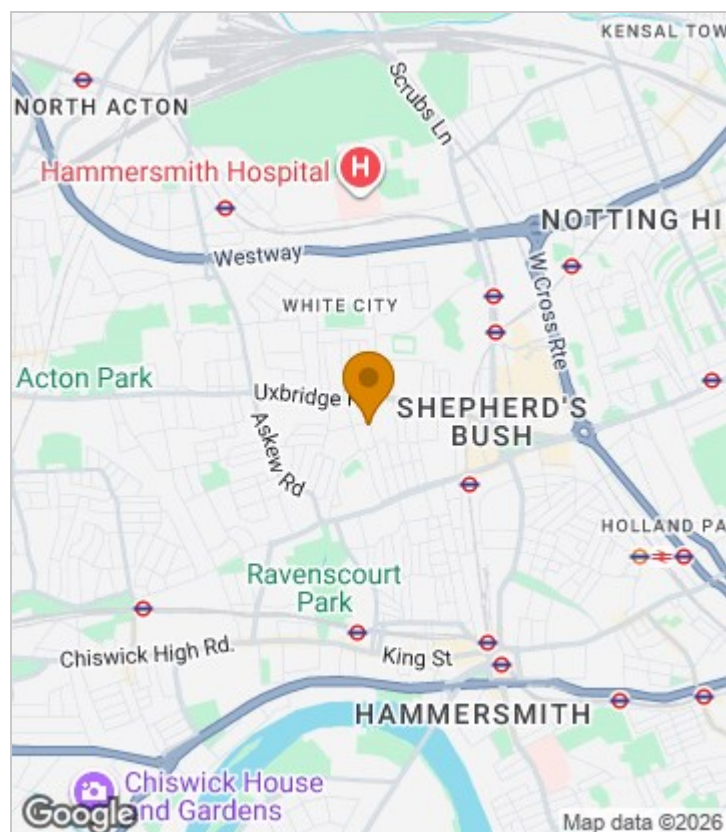 KENSAL TOW
Scrubs Ln
NORTH ACTON
Hammersmith Hospital
H
NOTTING HI
Westway
W Cross Rte
WHITE CITY
Acton Park
Uxbridge
SHEPHERD'S
BUSH
Askew Rd
HOLLAND PA
Ravenscourt
Park
Chiswick High Rd.
King St
HAMMERSMITH
Chiswick House
and Gardens
Google
Map data ©2026